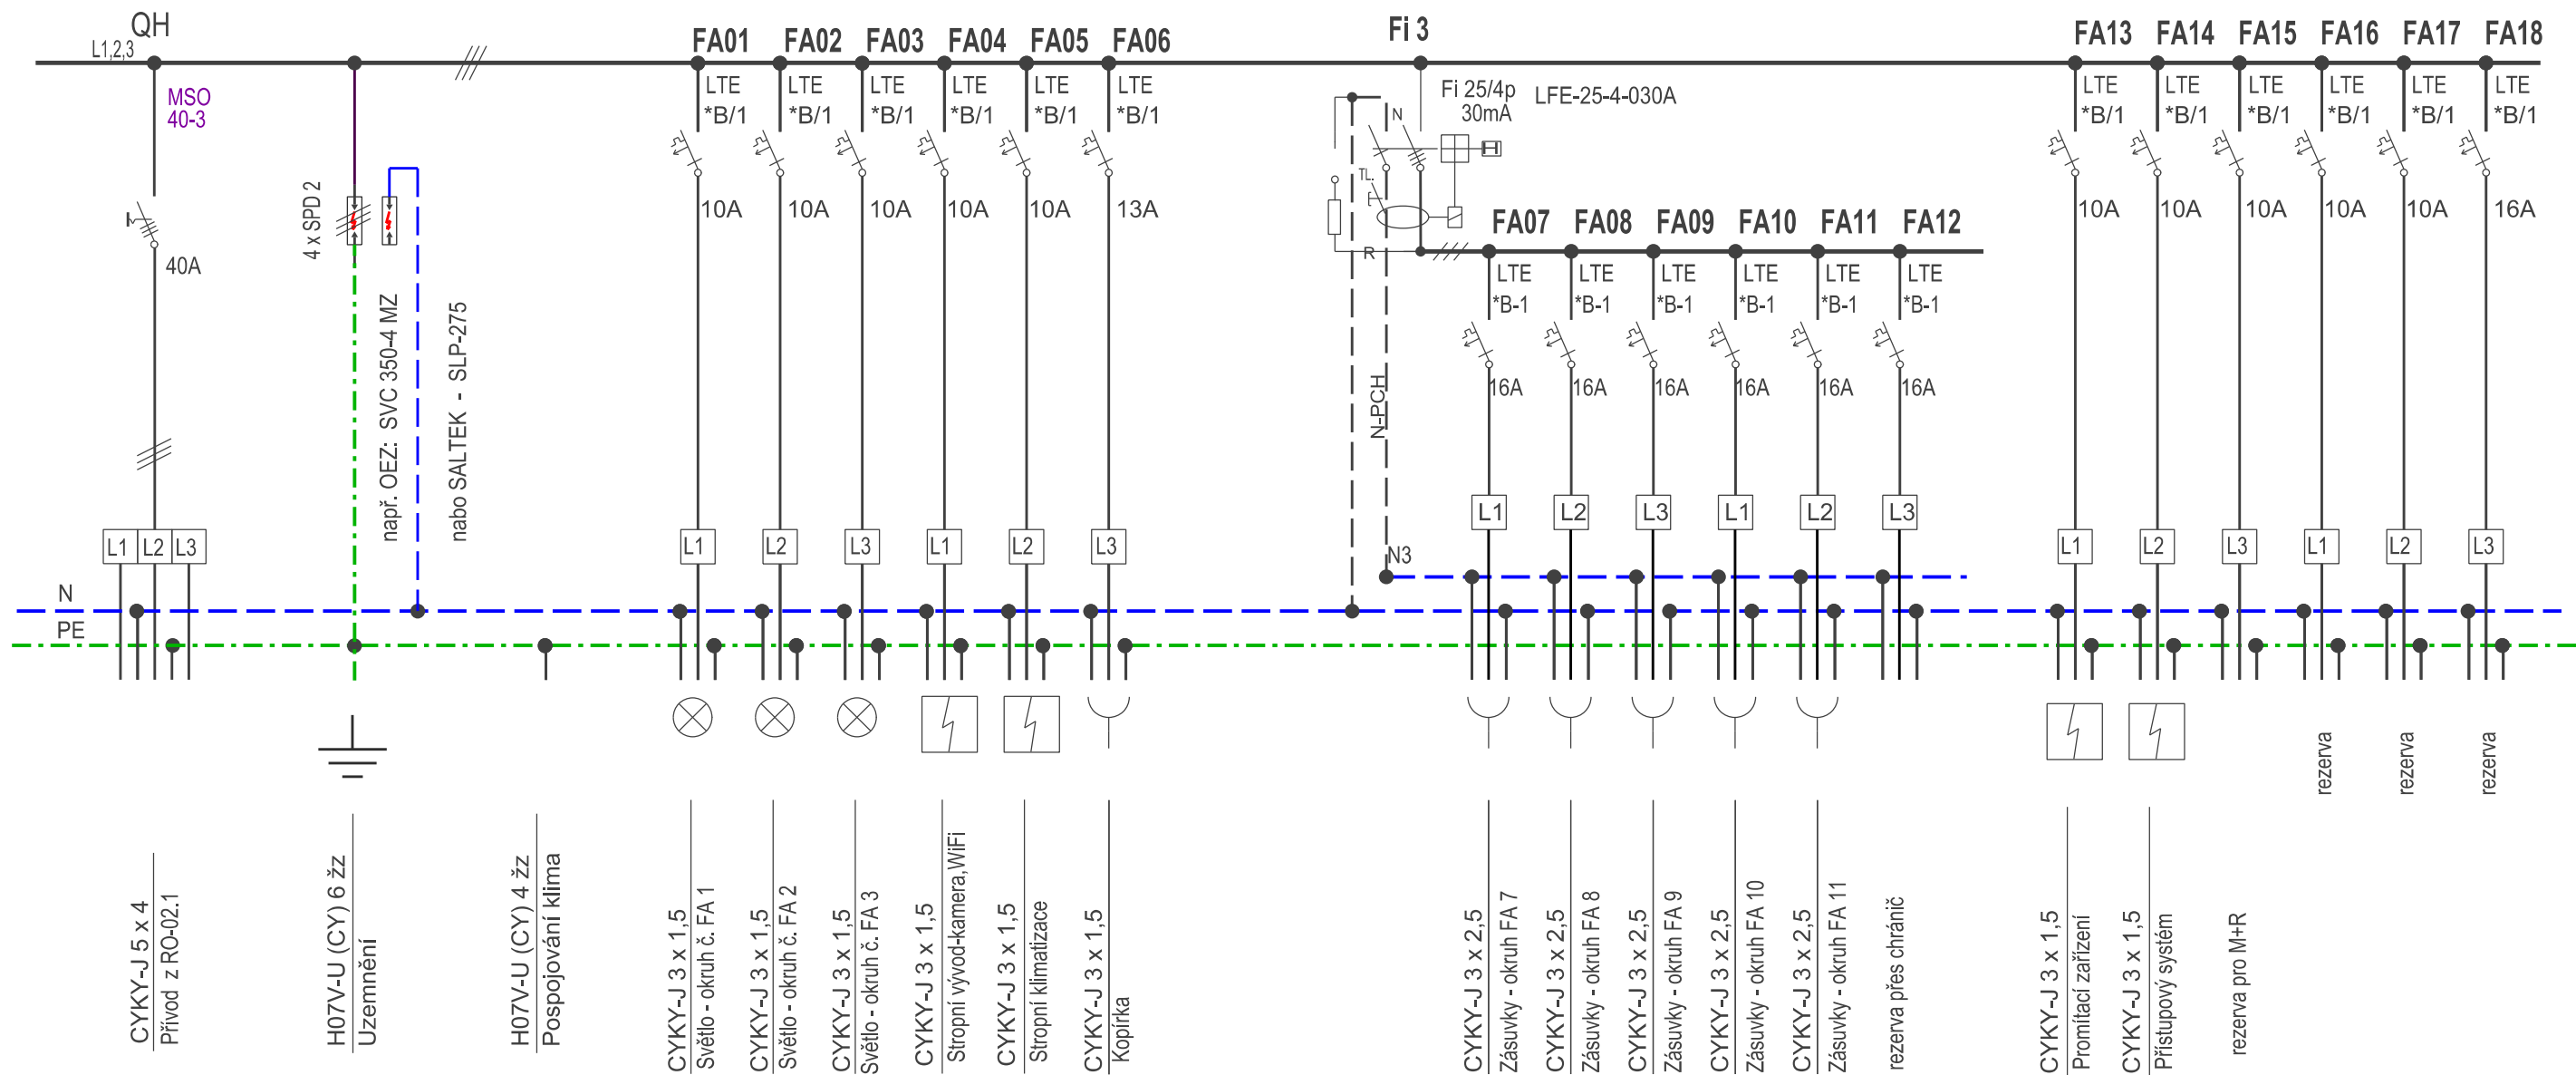 QH
L1,2,3
MSO
40-3
40A
L1 L2 L3
N
PE
4 x SPD 2
např. OEZ: SVC 350-4 MZ
nabo SALTEK - SLP-275
FA01 FA02 FA03 FA04 FA05 FA06
LTE LTE LTE LTE LTE LTE
*B/1 *B/1 *B/1 *B/1 *B/1 *B/1
10A 10A 10A 10A 10A 13A
L1 L2 L3 L1 L2 L3
Fi 3
Fi 25/4p
30mA
LFE-25-4-030A
N
TL.
R
N-PCH
N3
FA07 FA08 FA09 FA10 FA11 FA12
LTE LTE LTE LTE LTE LTE
*B-1 *B-1 *B-1 *B-1 *B-1 *B-1
16A 16A 16A 16A 16A 16A
L1 L2 L3 L1 L2 L3
FA13 FA14 FA15 FA16 FA17 FA18
LTE LTE LTE LTE LTE LTE
*B/1 *B/1 *B/1 *B/1 *B/1 *B/1
10A 10A 10A 10A 10A 16A
L1 L2 L3 L1 L2 L3
CYKY-J 5 x 4
Přívod z RO-02.1
H07V-U (CY) 6 žz
Uzemnění
H07V-U (CY) 4 žz
Pospojování klima
CYKY-J 3 x 1,5
Světlo - okruh č. FA 1
CYKY-J 3 x 1,5
Světlo - okruh č. FA 2
CYKY-J 3 x 1,5
Světlo - okruh č. FA 3
CYKY-J 3 x 1,5
Stropní vývod-kamera,WiFi
CYKY-J 3 x 1,5
Stropní klimatizace
CYKY-J 3 x 1,5
Kopírka
CYKY-J 3 x 2,5
Zásuvky - okruh FA 7
CYKY-J 3 x 2,5
Zásuvky - okruh FA 8
CYKY-J 3 x 2,5
Zásuvky - okruh FA 9
CYKY-J 3 x 2,5
Zásuvky - okruh FA 10
CYKY-J 3 x 2,5
Zásuvky - okruh FA 11
rezerva přes chránič
CYKY-J 3 x 1,5
Promítací zařízení
CYKY-J 3 x 1,5
Přístupový systém
rezerva pro M+R
rezerva
rezerva
rezerva